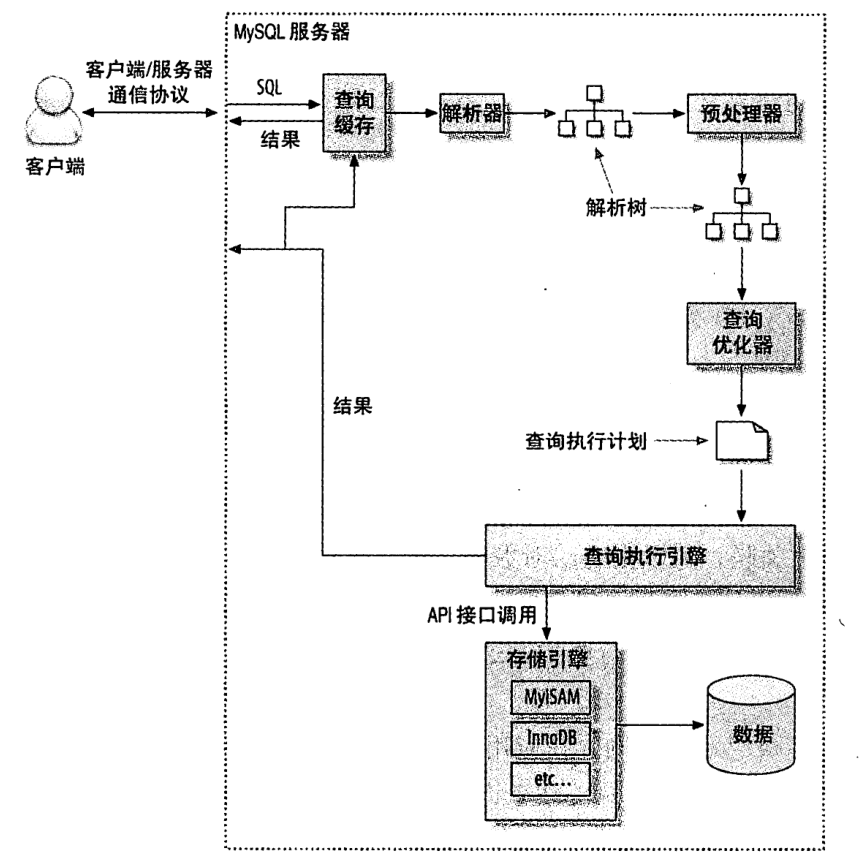 MySQL 服务器
客户端/服务器
通信协议
客户端
SQL
结果
查询
缓存
解析器
预处理器
解析树
查询
优化器
结果
查询执行计划
查询执行引擎
API 接口调用
存储引擎
MyISAM
InnoDB
etc...
数据